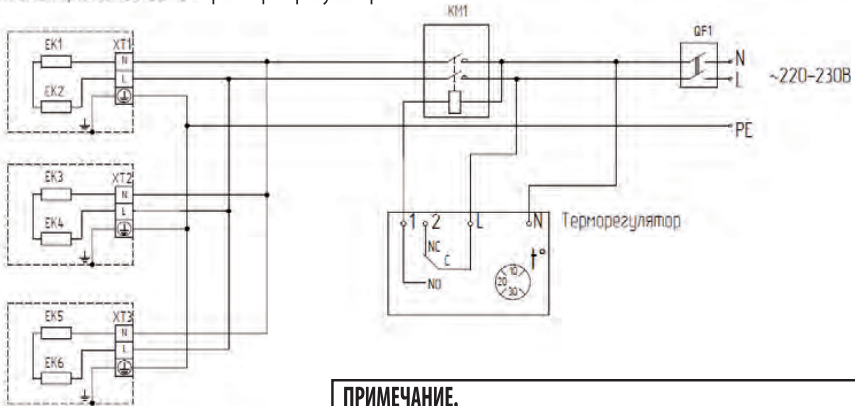 KM1
QF1
EK1
XT1
N
L
EK2
N
L
~220-230В
PE
EK3
XT2
N
L
EK4
1 2 L N
Терморегулятор
NC
C
NO
t°
10
20
30
EK5
XT3
N
L
EK6
ПРИМЕЧАНИЕ.